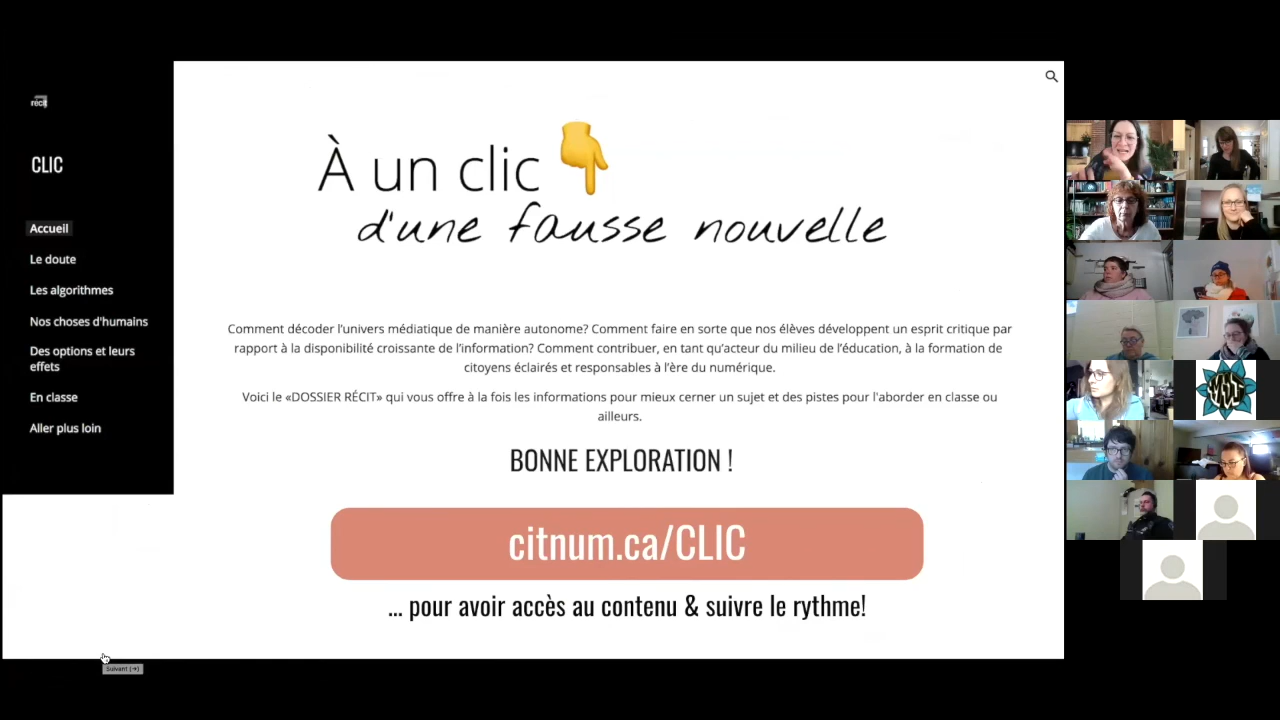 récit
CLIC
Accueil
Le doute
Les algorithmes
Nos choses d'humains
Des options et leurs
effets
En classe
Aller plus loin
À un clic
d'une fausse nouvelle
Comment décoder l'univers médiatique de manière autonome? Comment faire en sorte que nos élèves développent un esprit critique par
rapport à la disponibilité croissante de l'information? Comment contribuer, en tant qu'acteur du milieu de l'éducation, à la formation de
citoyens éclairés et responsables à l'ère du numérique.
Voici le «DOSSIER RÉCIT» qui vous offre à la fois les informations pour mieux cerner un sujet et des pistes pour l'aborder en classe ou
ailleurs.
BONNE EXPLORATION !
citnum.ca/CLIC
... pour avoir accès au contenu & suivre le rythme!
Suivant (→)